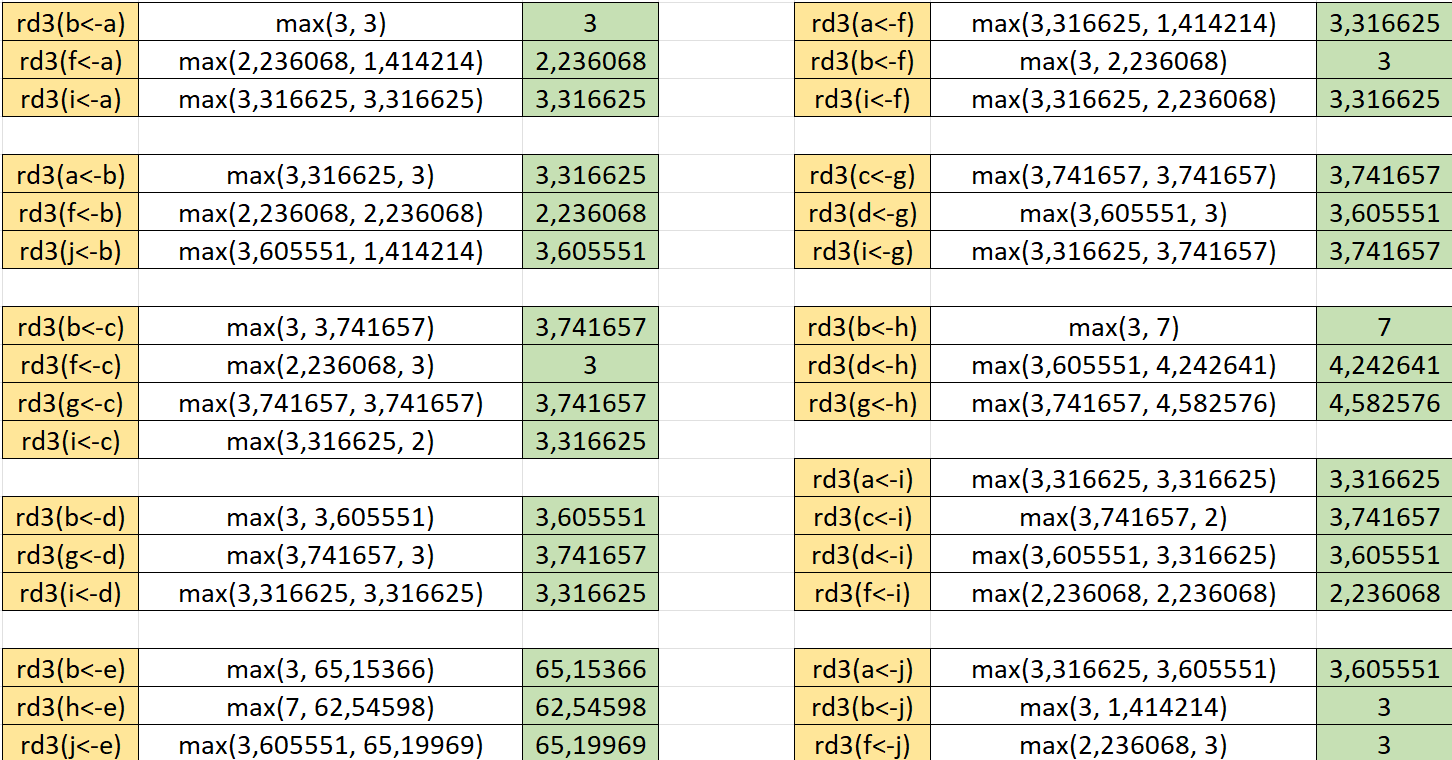 rd3(b<-a) max(3, 3) 3
rd3(f<-a) max(2,236068, 1,414214) 2,236068
rd3(i<-a) max(3,316625, 3,316625) 3,316625
rd3(a<-b) max(3,316625, 3) 3,316625
rd3(f<-b) max(2,236068, 2,236068) 2,236068
rd3(j<-b) max(3,605551, 1,414214) 3,605551
rd3(b<-c) max(3, 3,741657) 3,741657
rd3(f<-c) max(2,236068, 3) 3
rd3(g<-c) max(3,741657, 3,741657) 3,741657
rd3(i<-c) max(3,316625, 2) 3,316625
rd3(b<-d) max(3, 3,605551) 3,605551
rd3(g<-d) max(3,741657, 3) 3,741657
rd3(i<-d) max(3,316625, 3,316625) 3,316625
rd3(b<-e) max(3, 65,15366) 65,15366
rd3(h<-e) max(7, 62,54598) 62,54598
rd3(j<-e) max(3,605551, 65,19969) 65,19969
rd3(a<-f) max(3,316625, 1,414214) 3,316625
rd3(b<-f) max(3, 2,236068) 3
rd3(i<-f) max(3,316625, 2,236068) 3,316625
rd3(c<-g) max(3,741657, 3,741657) 3,741657
rd3(d<-g) max(3,605551, 3) 3,605551
rd3(i<-g) max(3,316625, 3,741657) 3,741657
rd3(b<-h) max(3, 7) 7
rd3(d<-h) max(3,605551, 4,242641) 4,242641
rd3(g<-h) max(3,741657, 4,582576) 4,582576
rd3(a<-i) max(3,316625, 3,316625) 3,316625
rd3(c<-i) max(3,741657, 2) 3,741657
rd3(d<-i) max(3,605551, 3,316625) 3,605551
rd3(f<-i) max(2,236068, 2,236068) 2,236068
rd3(a<-j) max(3,316625, 3,605551) 3,605551
rd3(b<-j) max(3, 1,414214) 3
rd3(f<-j) max(2,236068, 3) 3